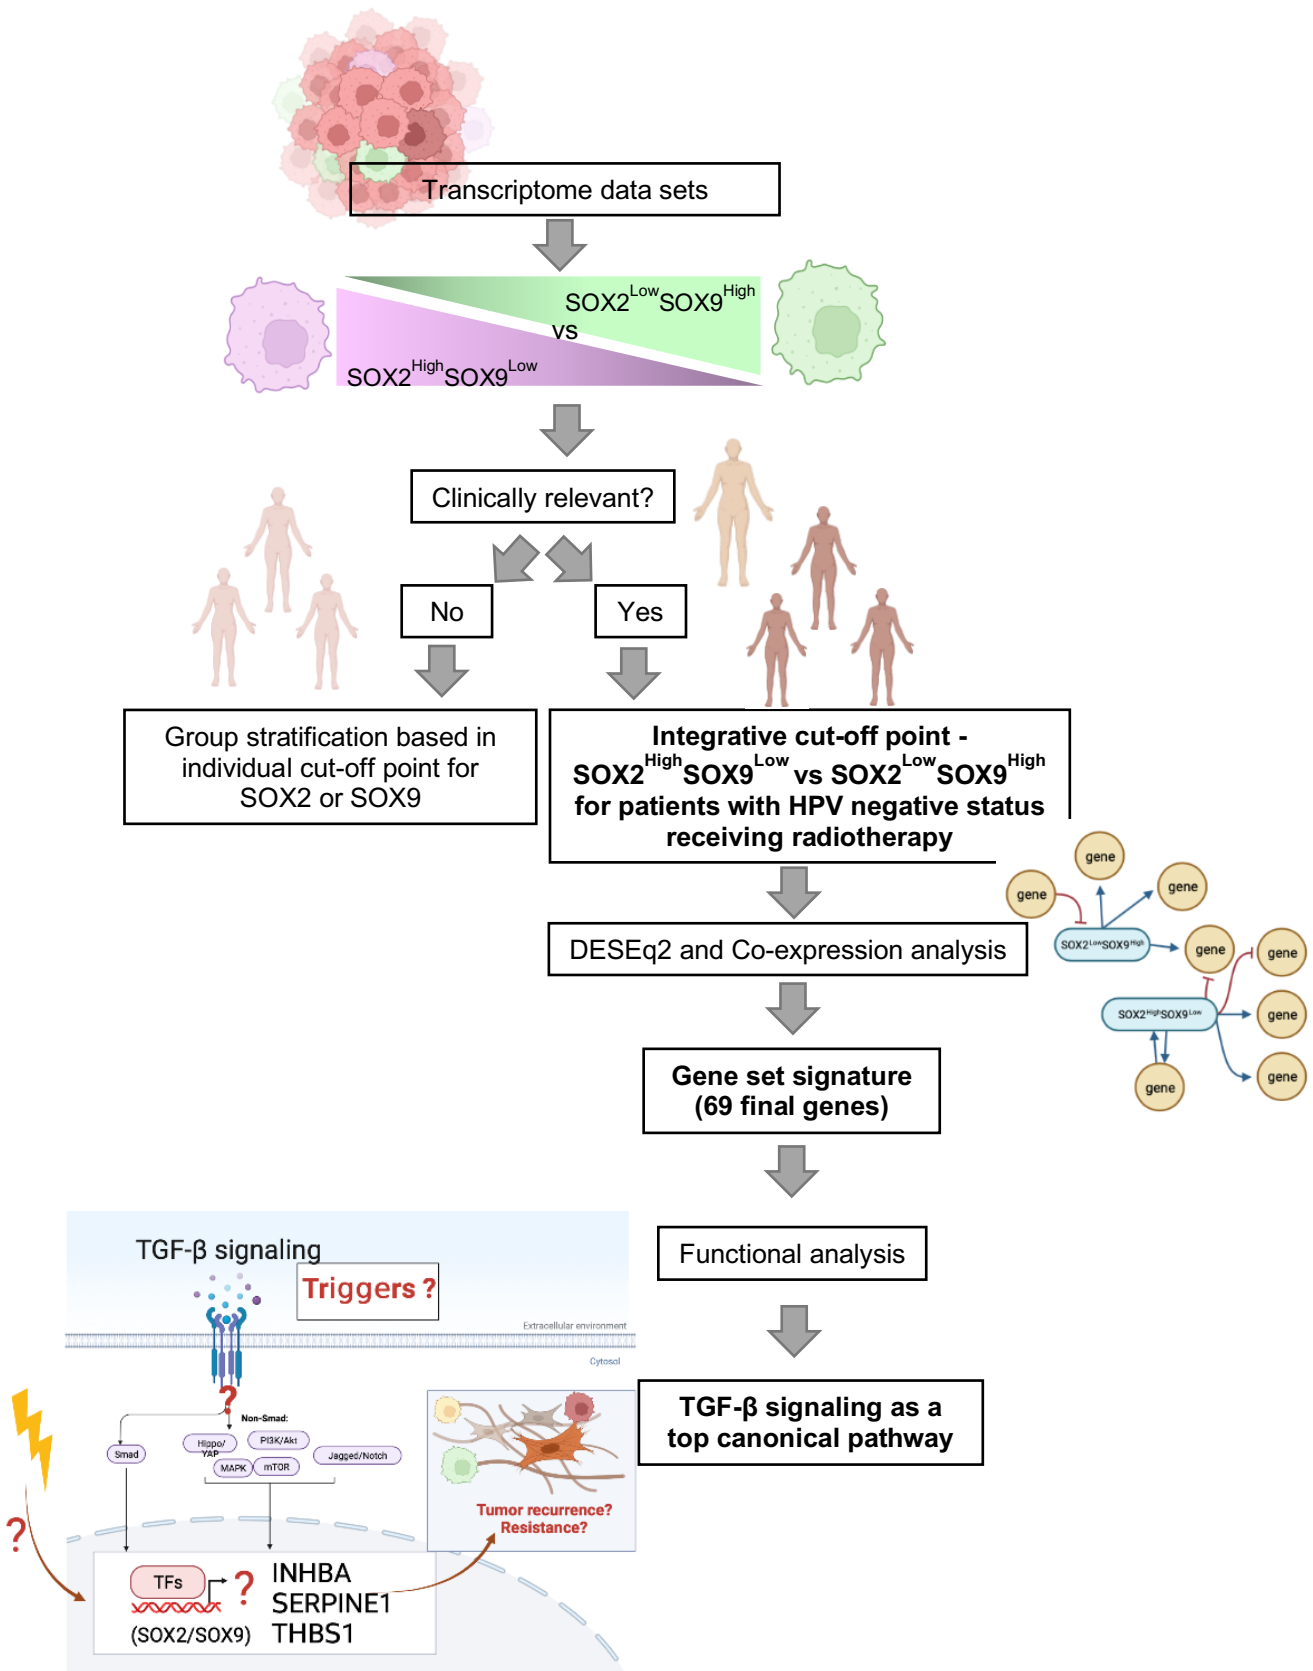 Transcriptome data sets
SOX2LowSOX9High
vs
SOX2HighSOX9Low
Clinically relevant?
No
Yes
Group stratification based in
individual cut-off point for
SOX2 or SOX9
Integrative cut-off point -
SOX2HighSOX9Low vs SOX2LowSOX9High
for patients with HPV negative status
receiving radiotherapy
gene
gene
gene
SOX2LowSOX9High
gene
gene
SOX2HighSOX9Low
gene
gene
gene
DESEq2 and Co-expression analysis
Gene set signature
(69 final genes)
Functional analysis
TGF-β signaling as a
top canonical pathway
TGF-β signaling
Triggers ?
Extracellular environment
Cytosol
?
Non-Smad:
Smad
Hippo/
YAP
PI3K/Akt
MAPK
mTOR
Jagged/Notch
Tumor recurrence?
Resistance?
?
TFs
?
(SOX2/SOX9)
INHBA
SERPINE1
THBS1